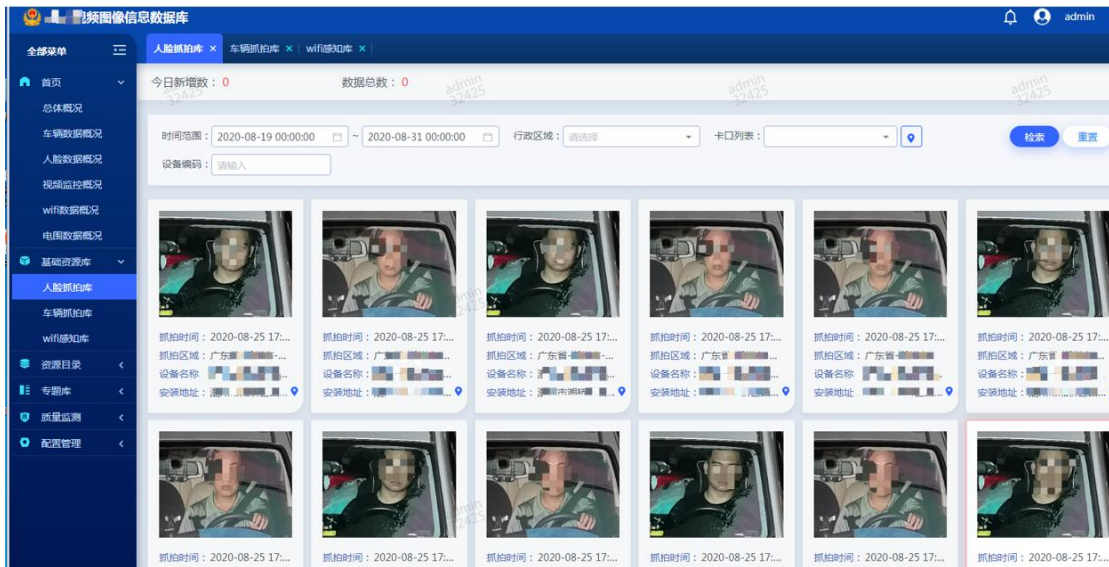 视频图像信息数据库
admin
全部菜单
人脸抓拍库 × 车辆抓拍库 × wifi感知库 ×
首页
总体概况
车辆数据概况
人脸数据概况
视频监控概况
wifi数据概况
电围数据概况
基础资源库
人脸抓拍库
车辆抓拍库
wifi感知库
资源目录
专题库
质量监测
配置管理
今日新增数：0 数据总数：0
admin
32425
admin
32425
admin
32425
时间范围：2020-08-19 00:00:00 ~ 2020-08-31 00:00:00 行政区域：请选择 卡口列表： 检索 重置
设备编码：请输入
抓拍时间：2020-08-25 17:...
抓拍区域：广东
设备名称
安装地址：
抓拍时间：2020-08-25 17:...
抓拍区域：广
设备名称：
安装地址：
抓拍时间：2020-08-25 17:...
抓拍区域：广东省-
设备名称：
安装地址：
抓拍时间：2020-08-25 17:...
抓拍区域：广东省
设备名称：
安装地址：
抓拍时间：2020-08-25 17:...
抓拍区域：广东省-
设备名称
安装地址
抓拍时间：2020-08-25 17:...
抓拍区域：广东
设备名称：
安装地址：
admin
32425
admin
32425
抓拍时间：2020-08-25 17:...
抓拍时间：2020-08-25 17:...
抓拍时间：2020-08-25 17:...
抓拍时间：2020-08-25 17:...
抓拍时间：2020-08-25 17:...
抓拍时间：2020-08-25 17:...